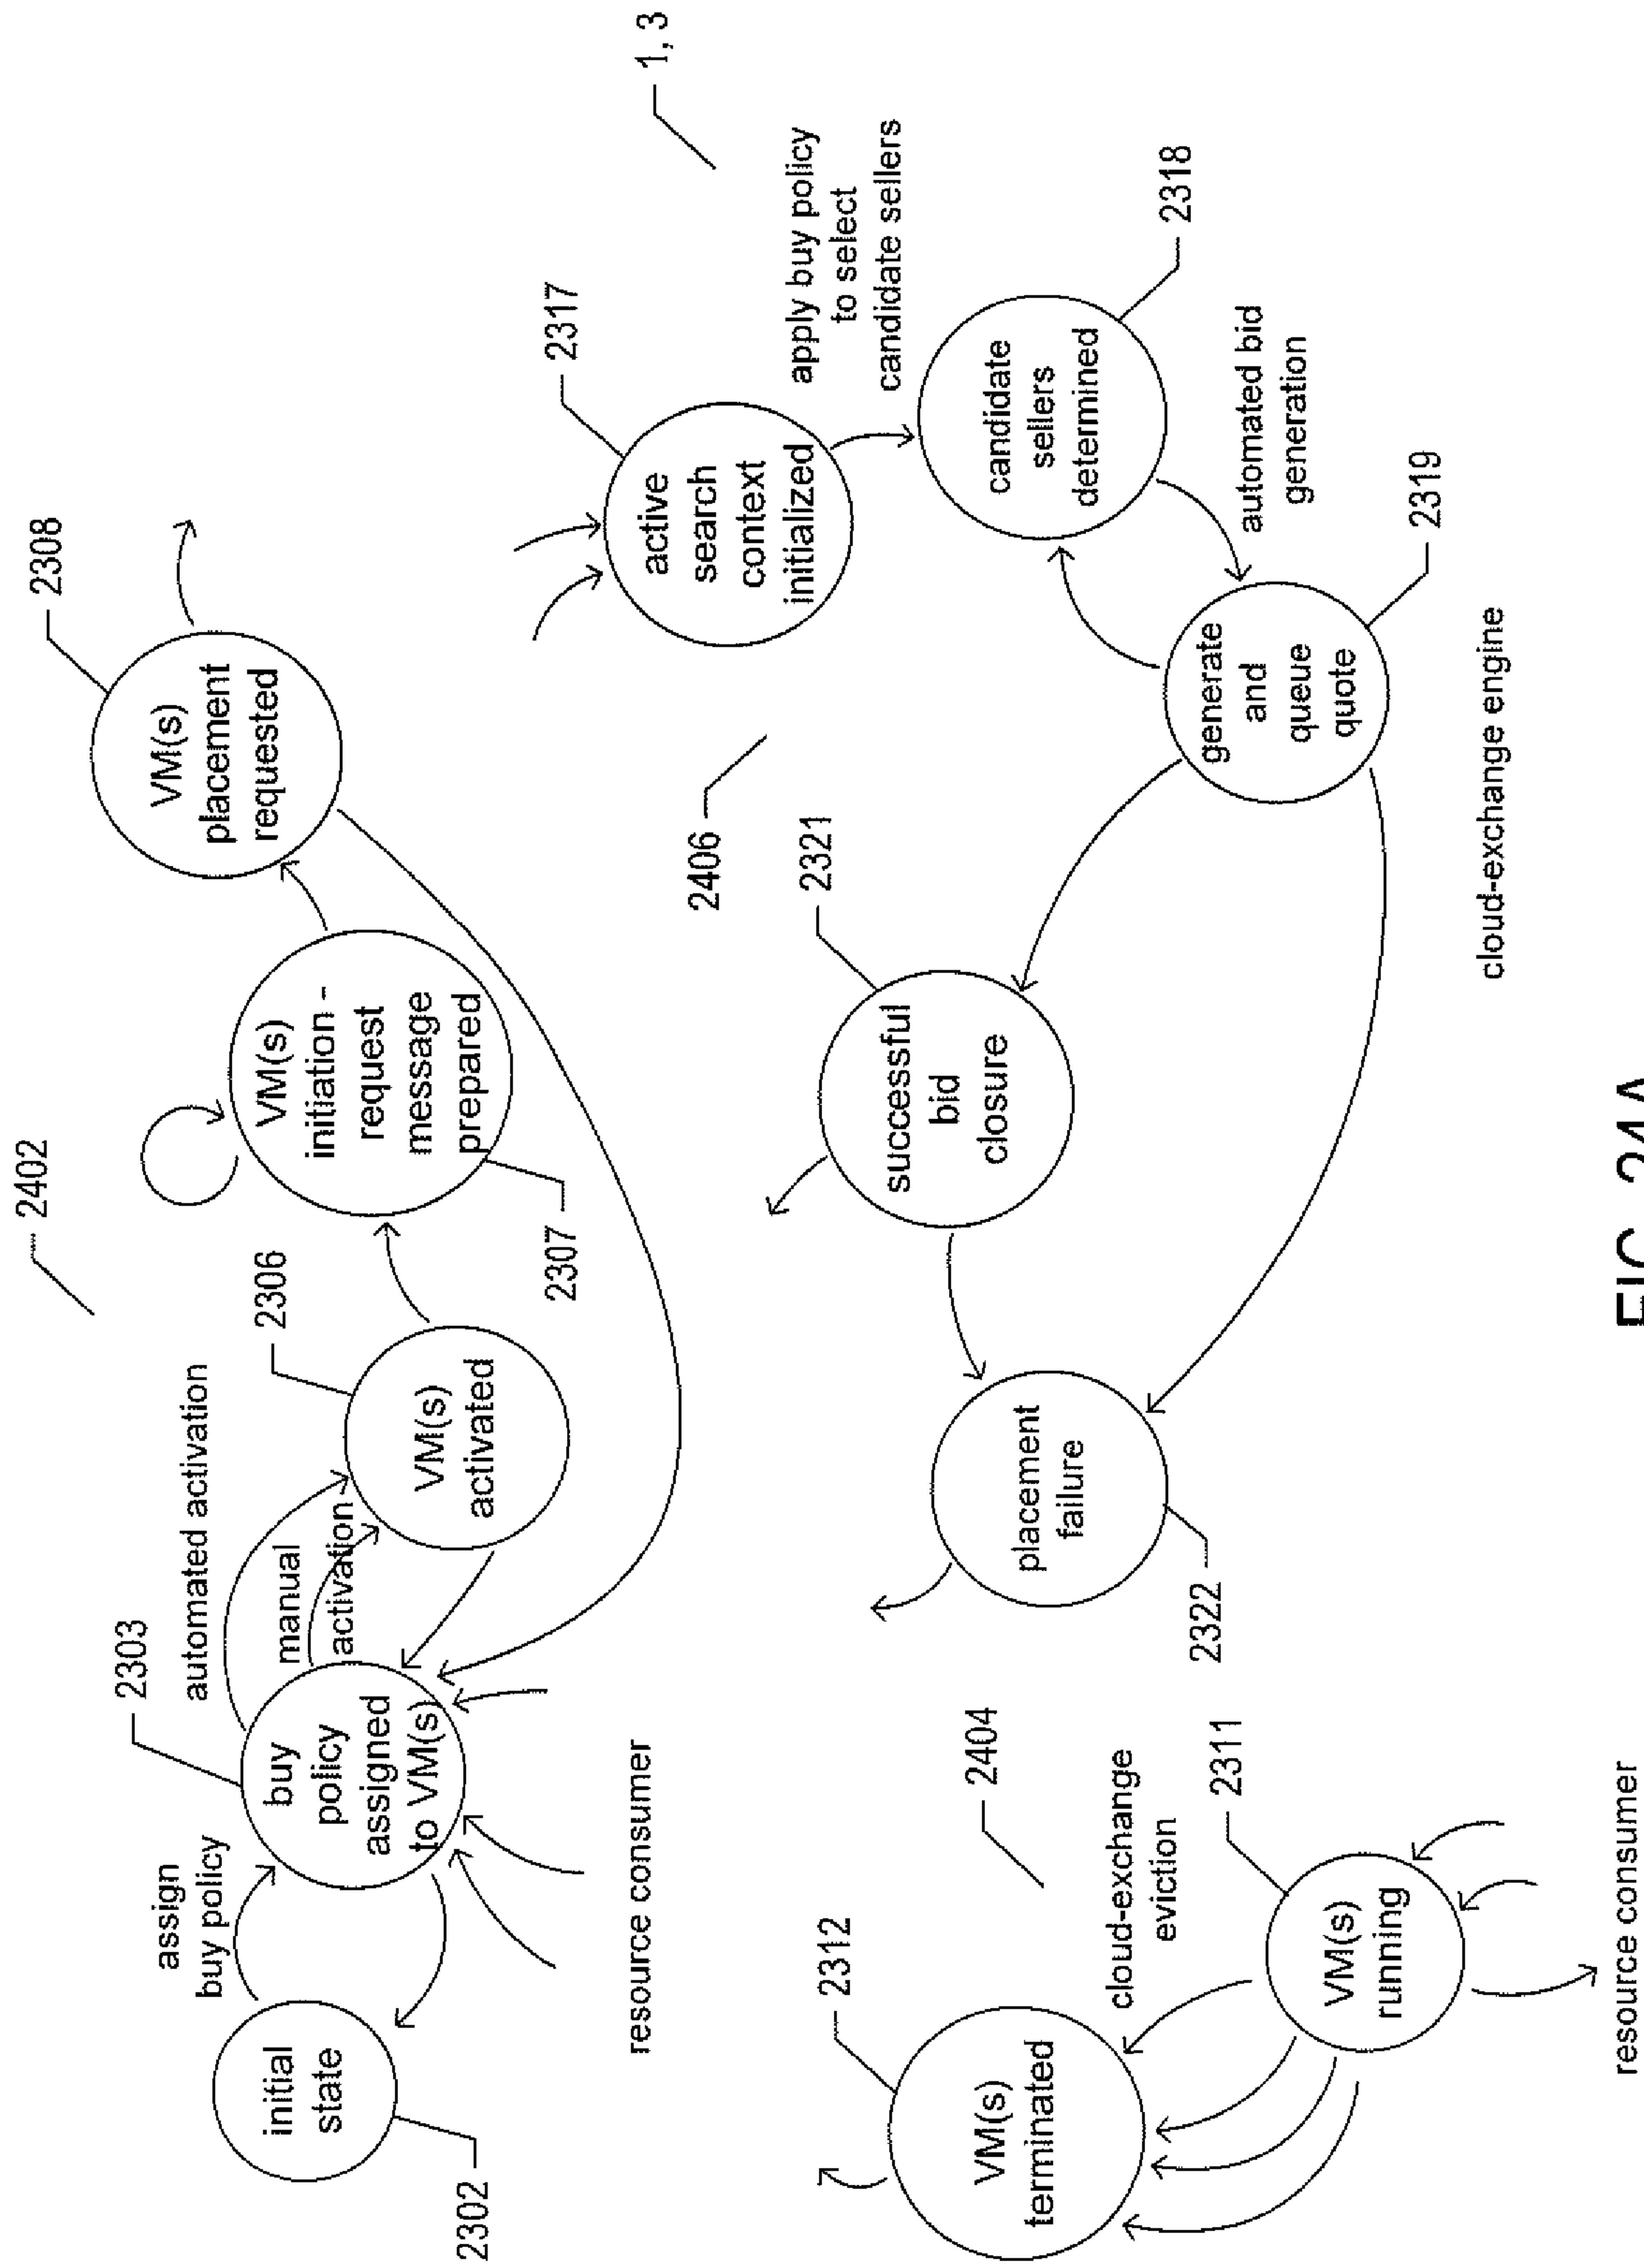 2402
2303
automated activation
2306
2308
assign
buy policy
manual
activation
initial
state
buy
policy
assigned
to VM(s)
VM(s)
activated
VM(s)
initiation -
request
message
prepared
VM(s)
placement
requested
2302
2307
resource consumer
2404
2312
cloud-exchange
eviction
2311
VM(s)
terminated
VM(s)
running
resource consumer
2406
1, 3
2317
active
search
context
initialized
apply buy policy
to select
candidate sellers
2321
successful
bid
closure
candidate
sellers
determined
2318
placement
failure
2322
automated bid
generation
generate
and
queue
quote
2319
cloud-exchange engine
FIG. 24A